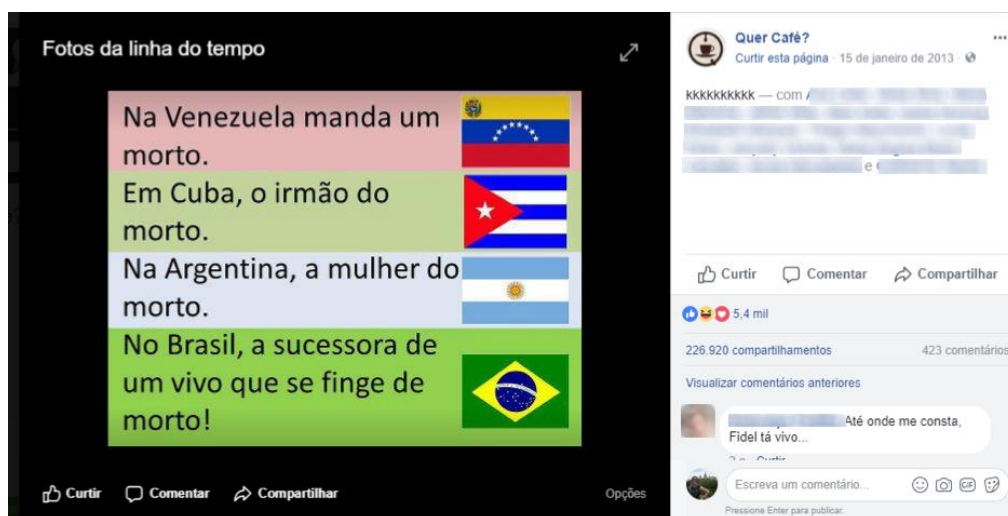 Fotos da linha do tempo
Na Venezuela manda um
morto.
Em Cuba, o irmão do
morto.
Na Argentina, a mulher do
morto.
No Brasil, a sucessora de
um vivo que se finge de
morto!
Curtir Comentar Compartilhar
Opções
Quer Café?
Curtir esta página · 15 de janeiro de 2013 ·
kkkkkkkkkk — com
e
Curtir Comentar Compartilhar
5,4 mil
226.920 compartilhamentos 423 comentários
Visualizar comentários anteriores
Até onde me consta,
Fidel tá vivo...
Curtir
Escreva um comentário... GIF
Pressione Enter para publicar.